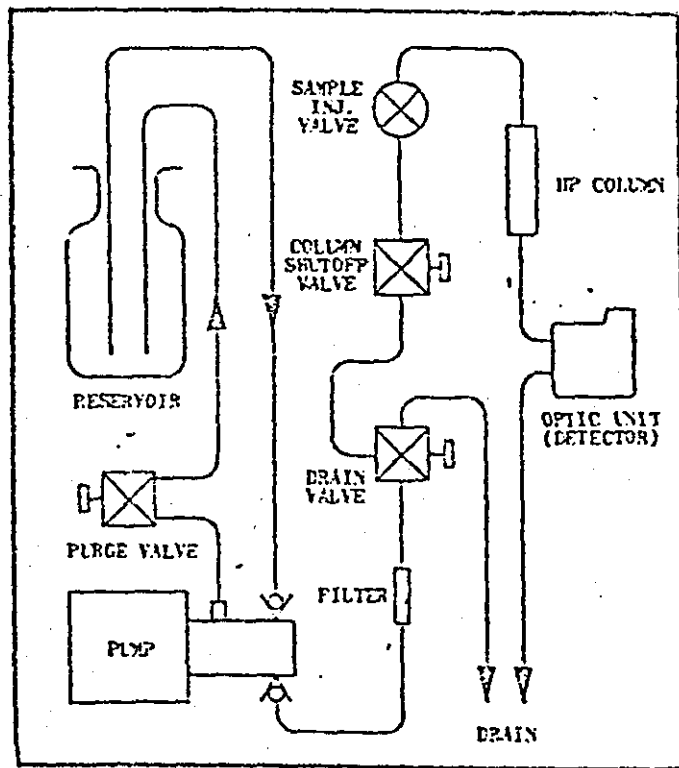 SAMPLE
INJ.
VALVE
HP COLUMN
COLUMN
SHUTOFF
VALVE
RESERVOIR
OPTIC UNIT
(DETECTOR)
DRAIN
VALVE
PURGE VALVE
FILTER
PUMP
DRAIN